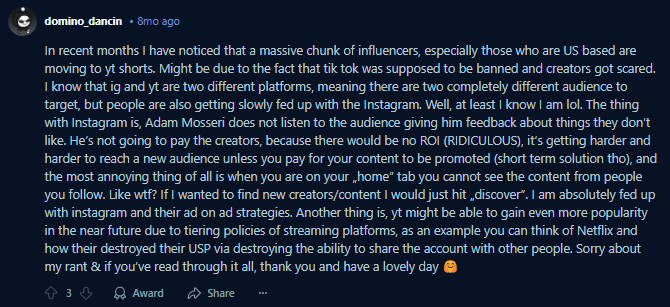 domino_dancin • 8mo ago
In recent months I have noticed that a massive chunk of influencers, especially those who are US based are
moving to yt shorts. Might be due to the fact that tik tok was supposed to be banned and creators got scared.
I know that ig and yt are two different platforms, meaning there are two completely different audience to
target, but people are also getting slowly fed up with the Instagram. Well, at least I know I am lol. The thing
with Instagram is, Adam Mosseri does not listen to the audience giving him feedback about things they don't
like. He's not going to pay the creators, because there would be no ROI (RIDICULOUS), it's getting harder and
harder to reach a new audience unless you pay for your content to be promoted (short term solution tho), and
the most annoying thing of all is when you are on your „home" tab you cannot see the content from people
you follow. Like wtf? If I wanted to find new creators/content I would just hit „discover". I am absolutely fed up
with instagram and their ad on ad strategies. Another thing is, yt might be able to gain even more popularity
in the near future due to tiering policies of streaming platforms, as an example you can think of Netflix and
how their destroyed their USP via destroying the ability to share the account with other people. Sorry about
my rant & if you've read through it all, thank you and have a lovely day 🤗
3 Award Share ···